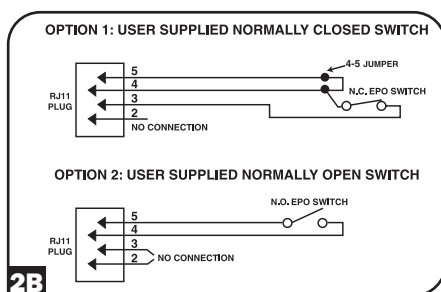 OPTION 1: USER SUPPLIED NORMALLY CLOSED SWITCH
4-5 JUMPER
5
4
N.C. EPO SWITCH
RJ11
PLUG
3
2
NO CONNECTION
OPTION 2: USER SUPPLIED NORMALLY OPEN SWITCH
N.O. EPO SWITCH
5
4
RJ11
PLUG
3
2
NO CONNECTION
2B